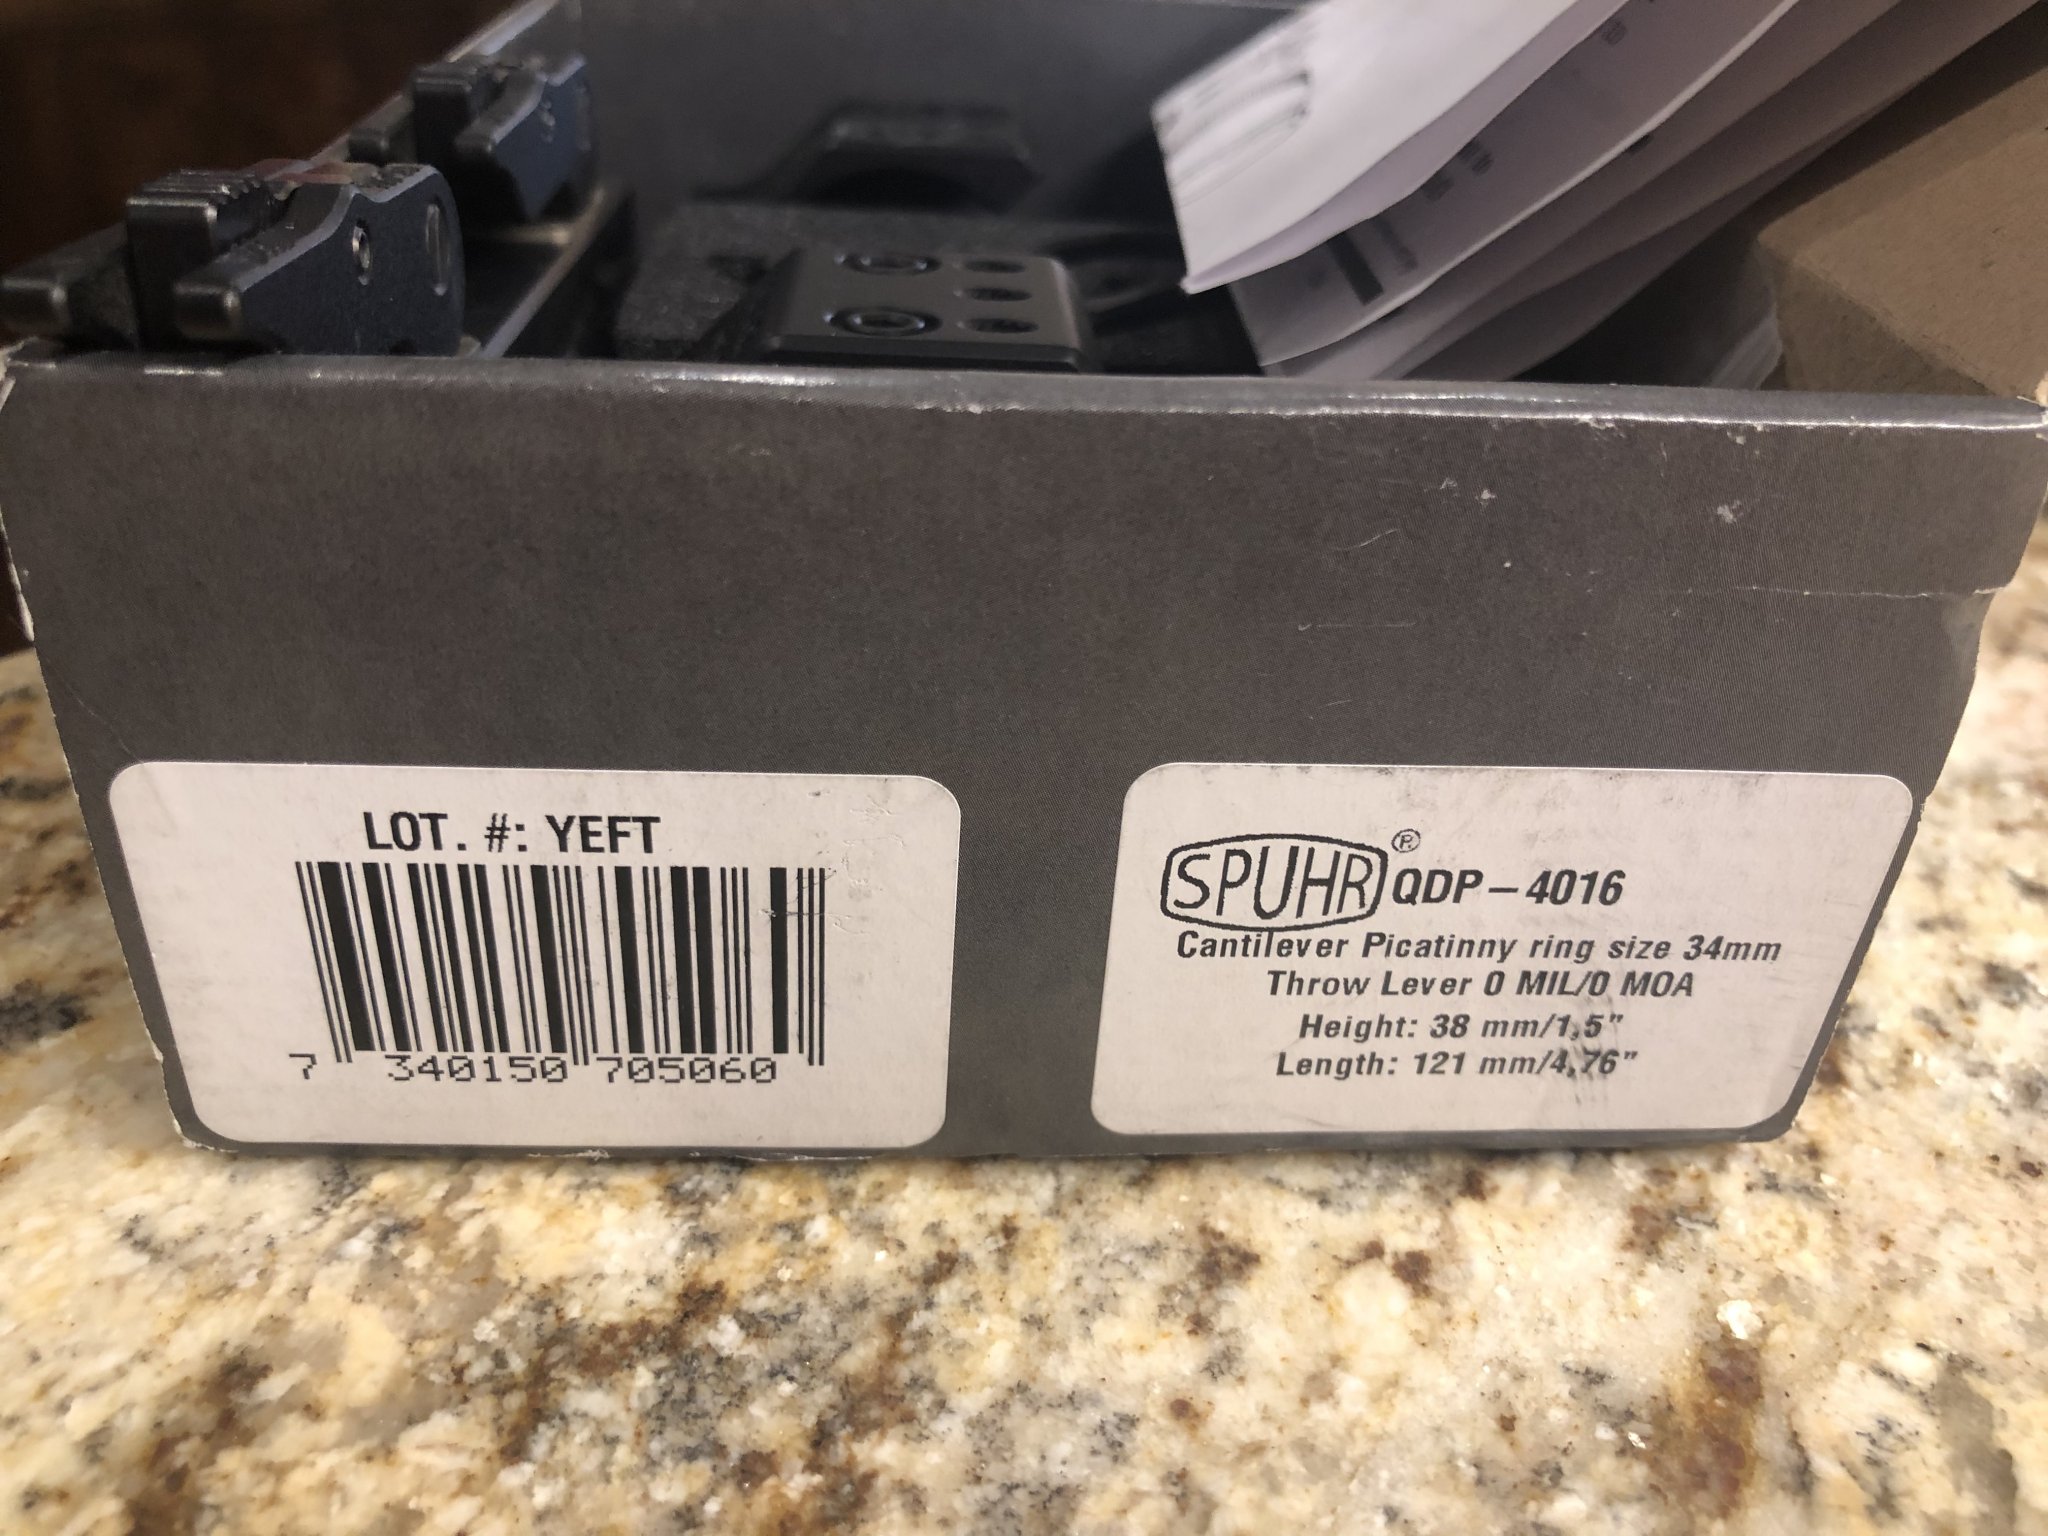 LOT. #: YEFT
7 340150 705060
SPUHR® QDP-4016
Cantilever Picatinny ring size 34mm
Throw Lever 0 MIL/0 MOA
Height: 38 mm/1,5"
Length: 121 mm/4,76"